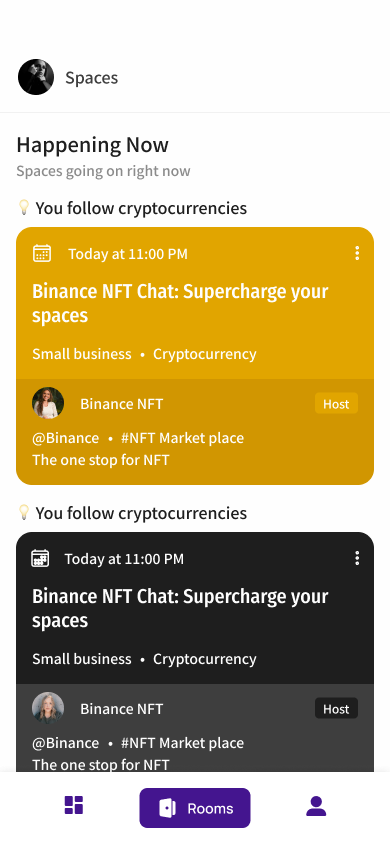 Spaces
Happening Now
Spaces going on right now
You follow cryptocurrencies
Today at 11:00 PM
Binance NFT Chat: Supercharge your
spaces
Small business • Cryptocurrency
Binance NFT
Host
@Binance • #NFT Market place
The one stop for NFT
You follow cryptocurrencies
Today at 11:00 PM
Binance NFT Chat: Supercharge your
spaces
Small business • Cryptocurrency
Binance NFT
Host
@Binance • #NFT Market place
The one stop for NFT
Rooms